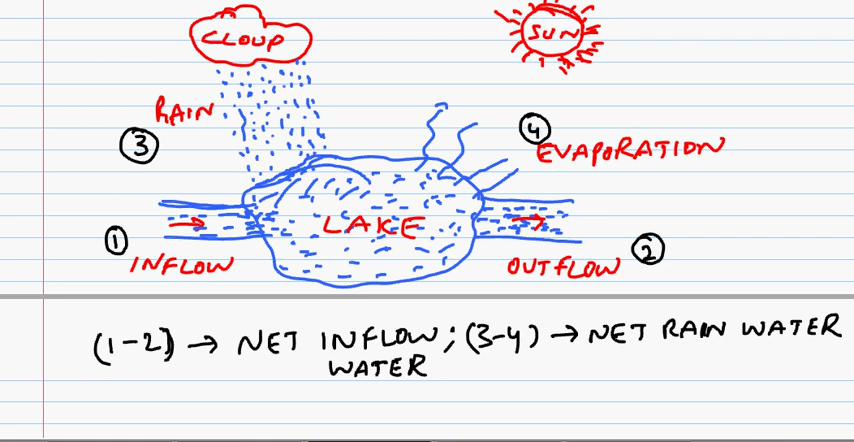 CLOUD
SUN
RAIN
3
4
EVAPORATION
LAKE
1
INFLOW
OUTFLOW
2
(1-2) → NET INFLOW ; (3-4) → NET RAIN WATER
WATER